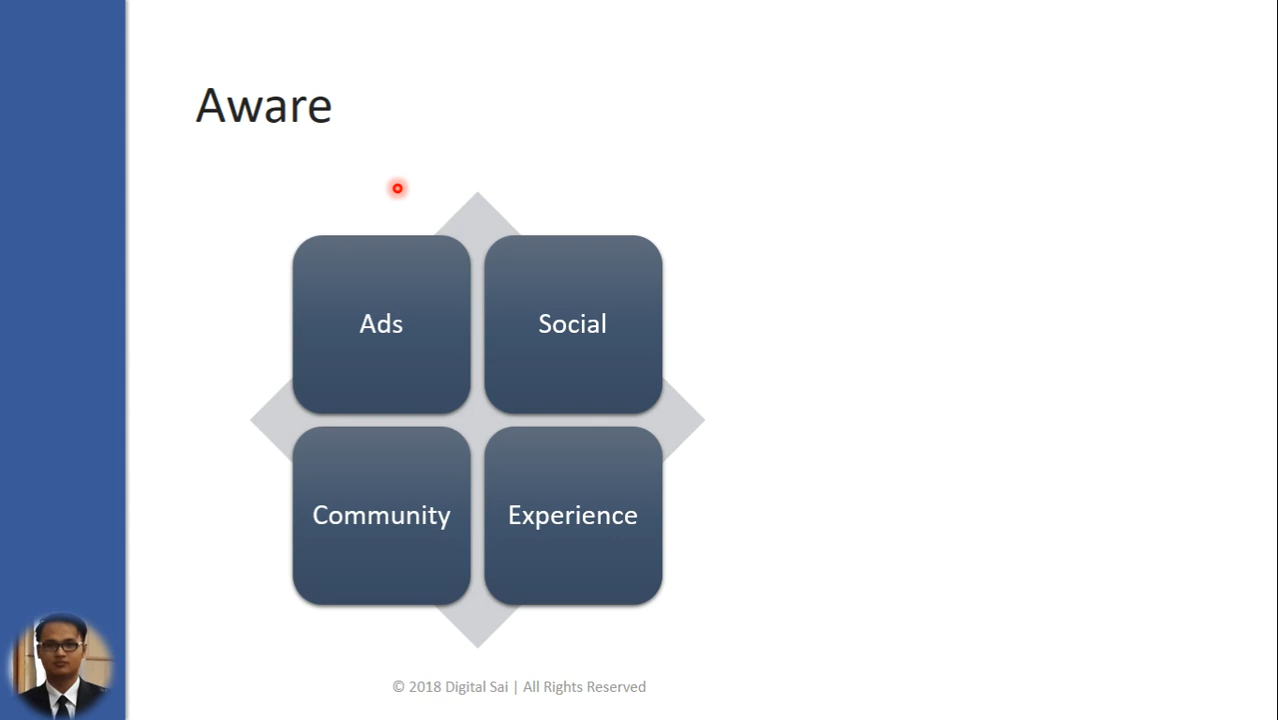 Aware
Ads
Social
Community
Experience
© 2018 Digital Sai | All Rights Reserved